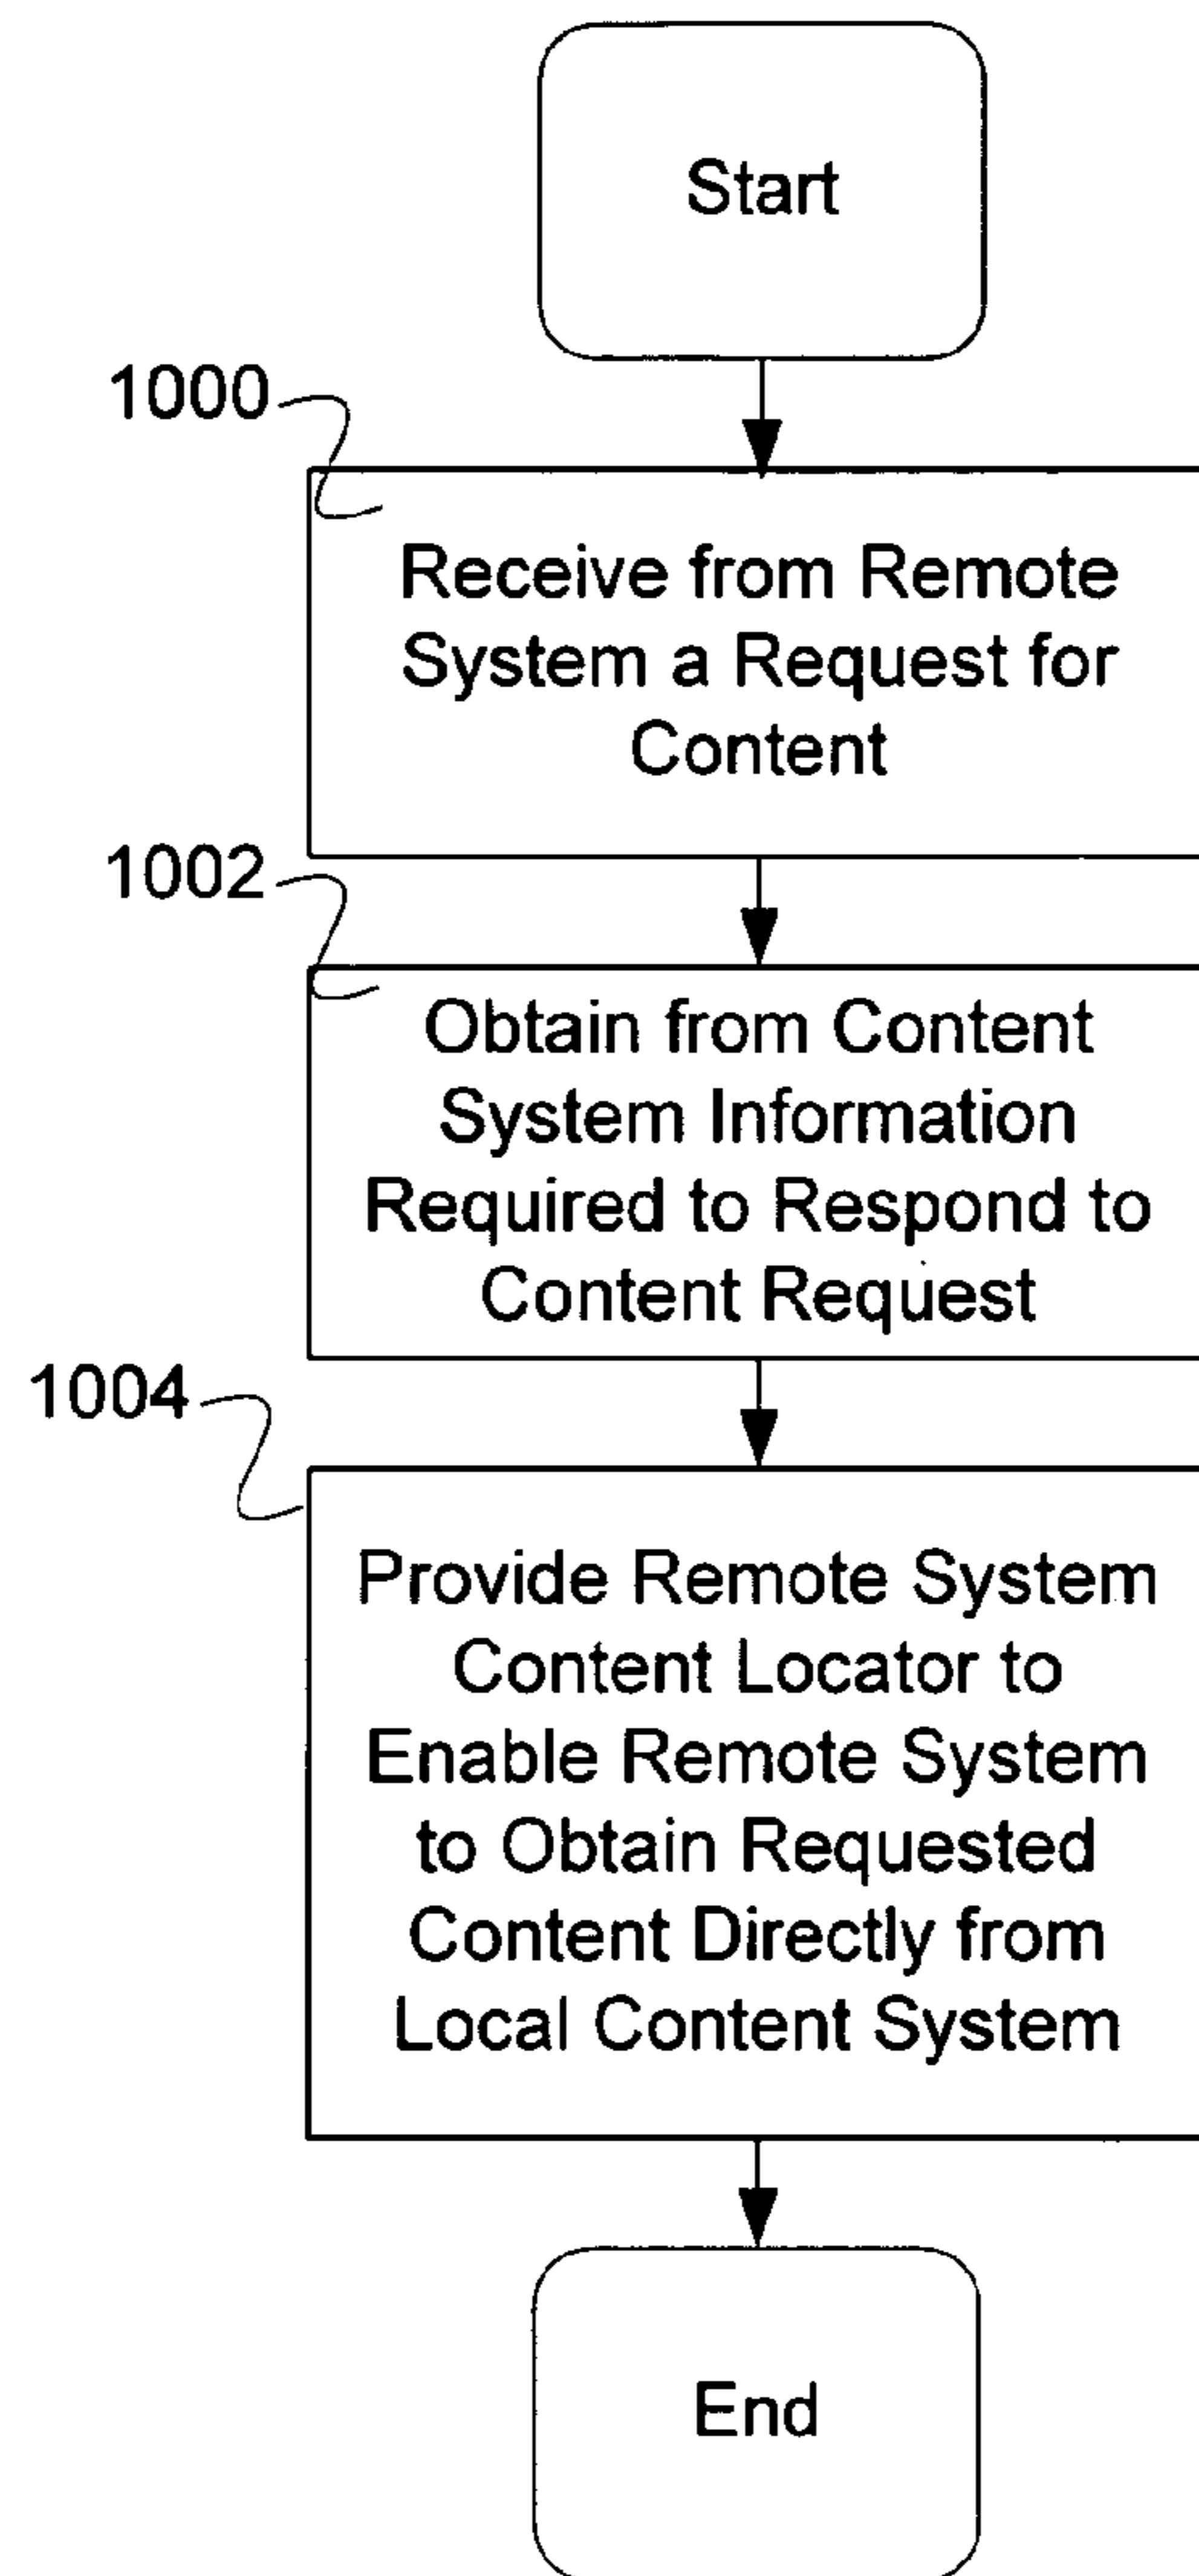 Start
1000
Receive from Remote
System a Request for
Content
1002
Obtain from Content
System Information
Required to Respond to
Content Request
1004
Provide Remote System
Content Locator to
Enable Remote System
to Obtain Requested
Content Directly from
Local Content System
End